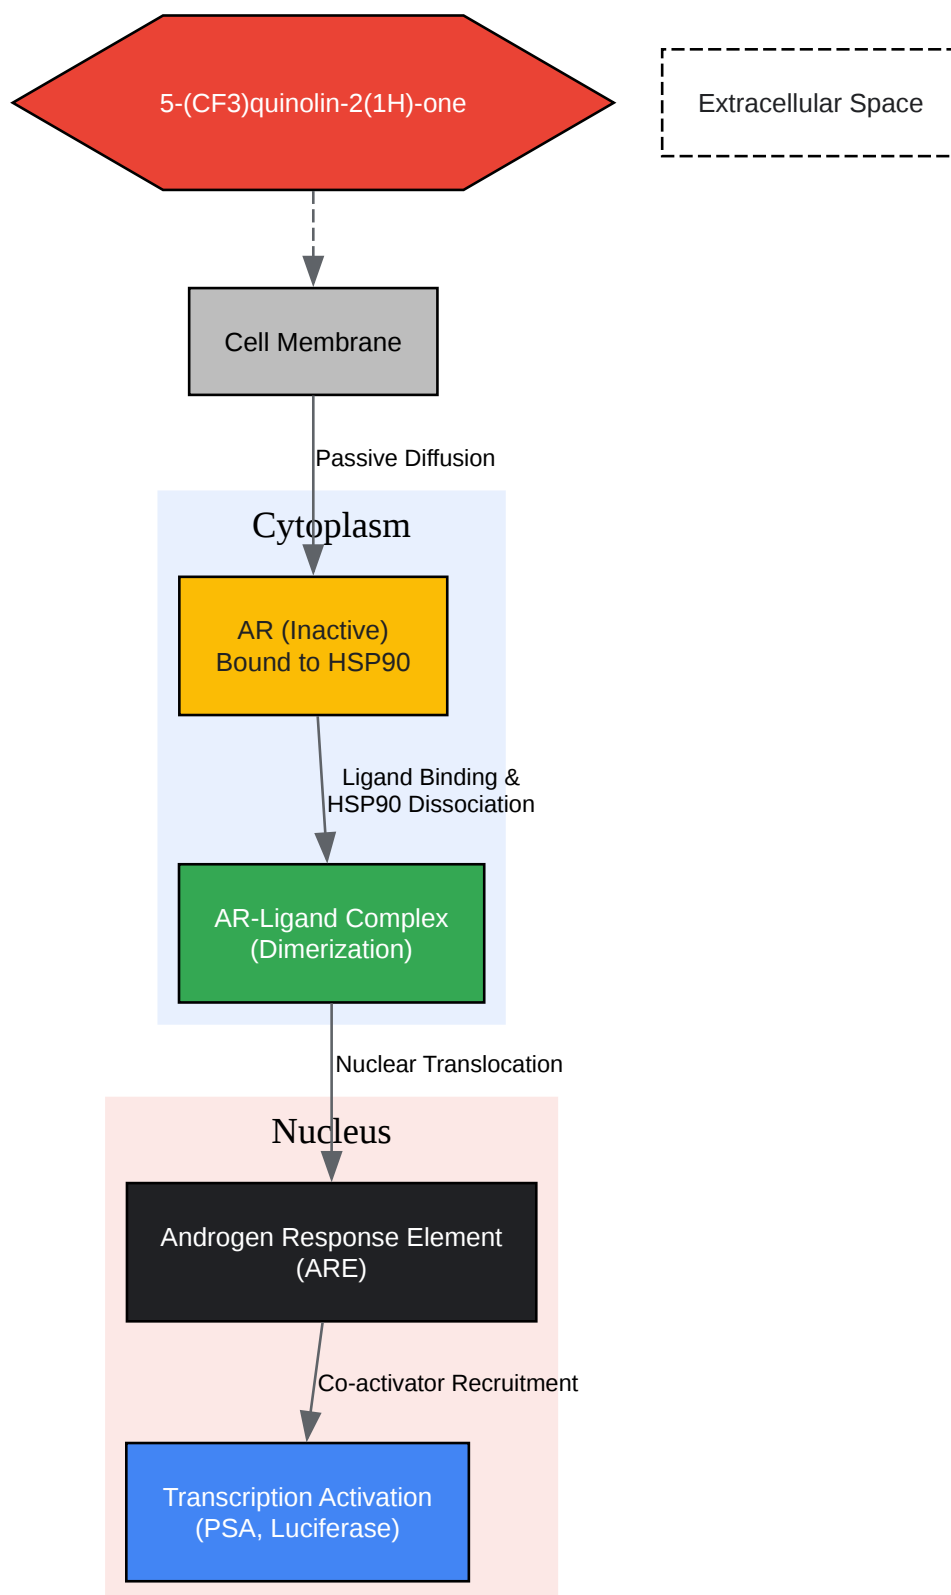 5-(CF3)quinolin-2(1H)-one
Extracellular Space
Cell Membrane
Passive Diffusion
Cytoplasm
AR (Inactive)
Bound to HSP90
Ligand Binding &
HSP90 Dissociation
AR-Ligand Complex
(Dimerization)
Nuclear Translocation
Nucleus
Androgen Response Element
(ARE)
Co-activator Recruitment
Transcription Activation
(PSA, Luciferase)